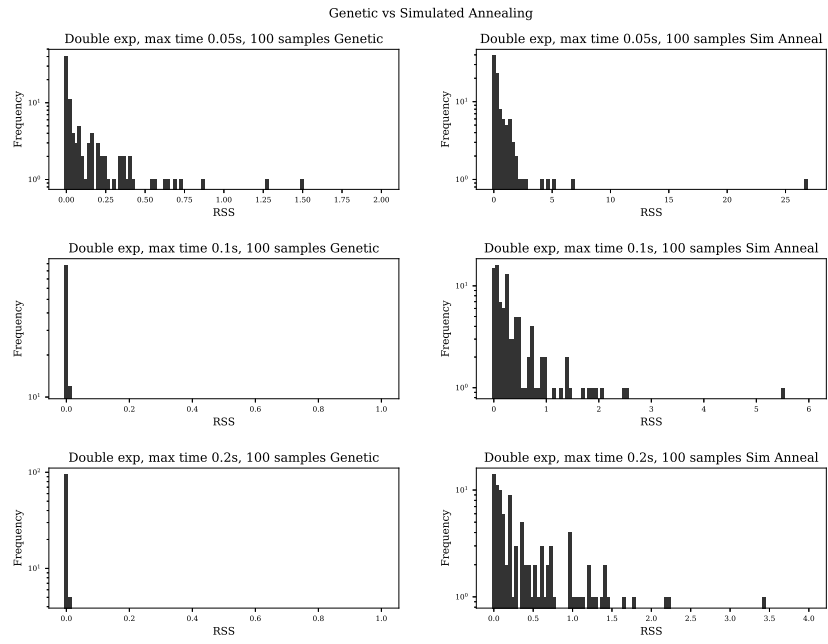 Genetic vs Simulated Annealing
Double exp, max time 0.05s, 100 samples Genetic
Frequency
10¹
10⁰
0.00 0.25 0.50 0.75 1.00 1.25 1.50 1.75 2.00
RSS
Double exp, max time 0.05s, 100 samples Sim Anneal
Frequency
10¹
10⁰
0 5 10 15 20 25
RSS
Double exp, max time 0.1s, 100 samples Genetic
Frequency
10¹
0.0 0.2 0.4 0.6 0.8 1.0
RSS
Double exp, max time 0.1s, 100 samples Sim Anneal
Frequency
10¹
10⁰
0 1 2 3 4 5 6
RSS
Double exp, max time 0.2s, 100 samples Genetic
Frequency
10²
10¹
0.0 0.2 0.4 0.6 0.8 1.0
RSS
Double exp, max time 0.2s, 100 samples Sim Anneal
Frequency
10¹
10⁰
0.0 0.5 1.0 1.5 2.0 2.5 3.0 3.5 4.0
RSS